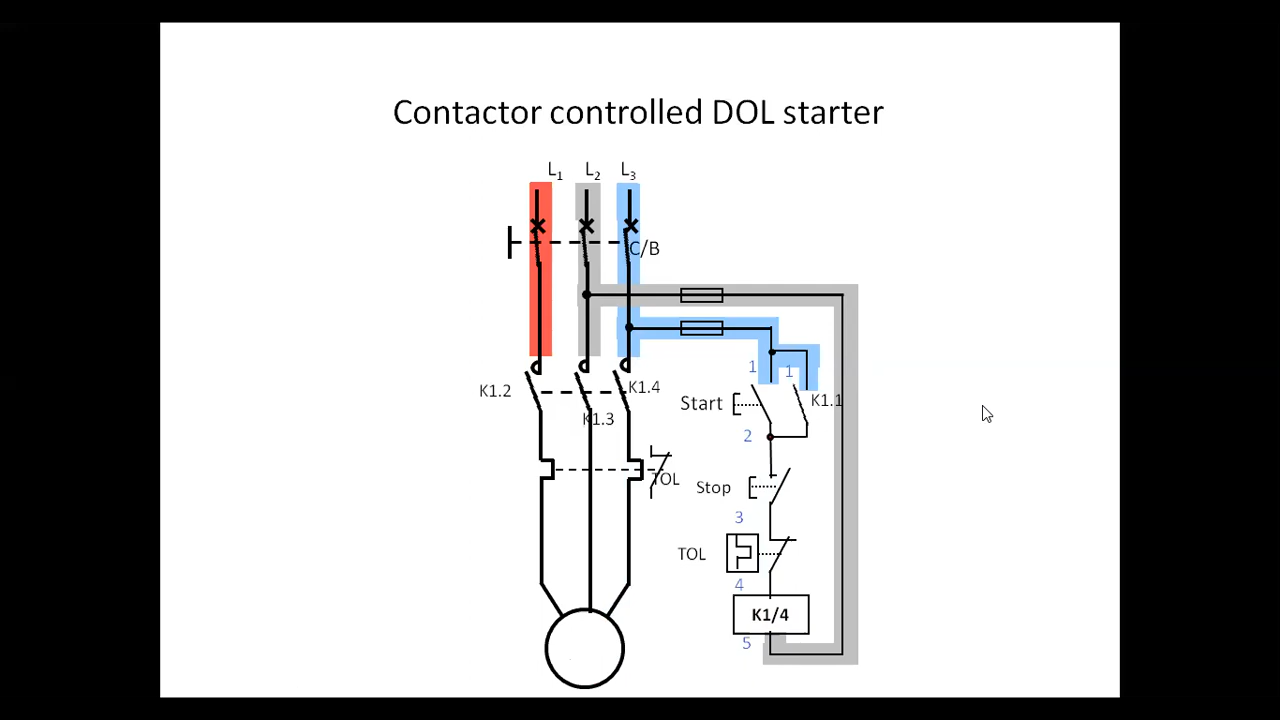 Contactor controlled DOL starter
L1 L2 L3
C/B
1 1
K1.2 K1.4
Start K1.1
K1.3
2
TOL
Stop
3
TOL
4
K1/4
5